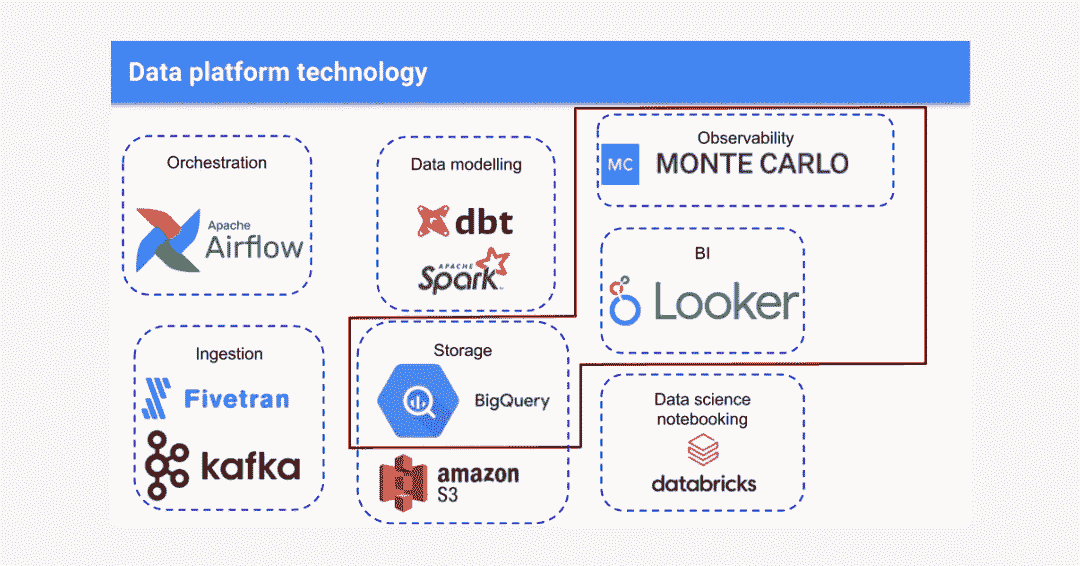 Data platform technology
Orchestration
Apache
Airflow
Data modelling
dbt
APACHE
Spark™
Observability
MC MONTE CARLO
BI
Looker
Ingestion
Fivetran
kafka
Storage
BigQuery
amazon
S3
Data science
notebooking
databricks